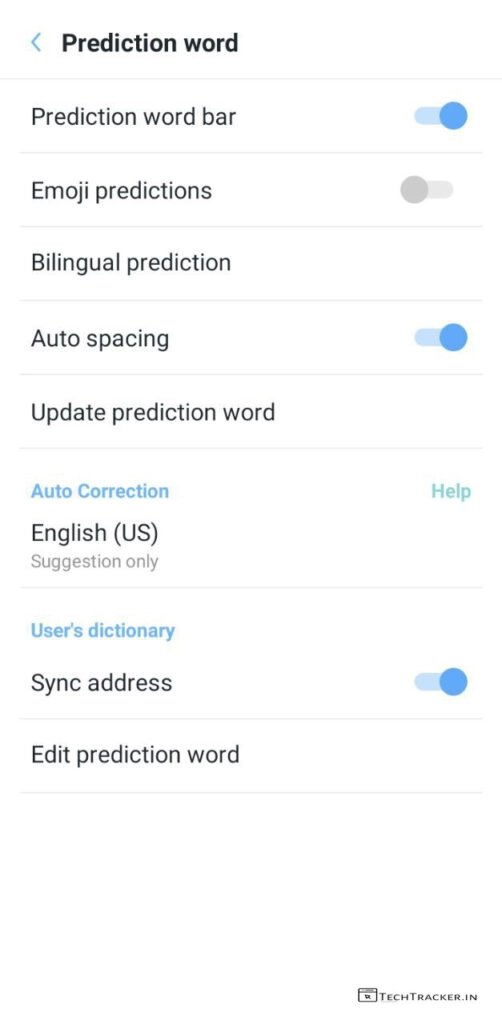 Prediction word
Prediction word bar
Emoji predictions
Bilingual prediction
Auto spacing
Update prediction word
Auto Correction Help
English (US)
Suggestion only
User's dictionary
Sync address
Edit prediction word
TECHTRACKER.IN